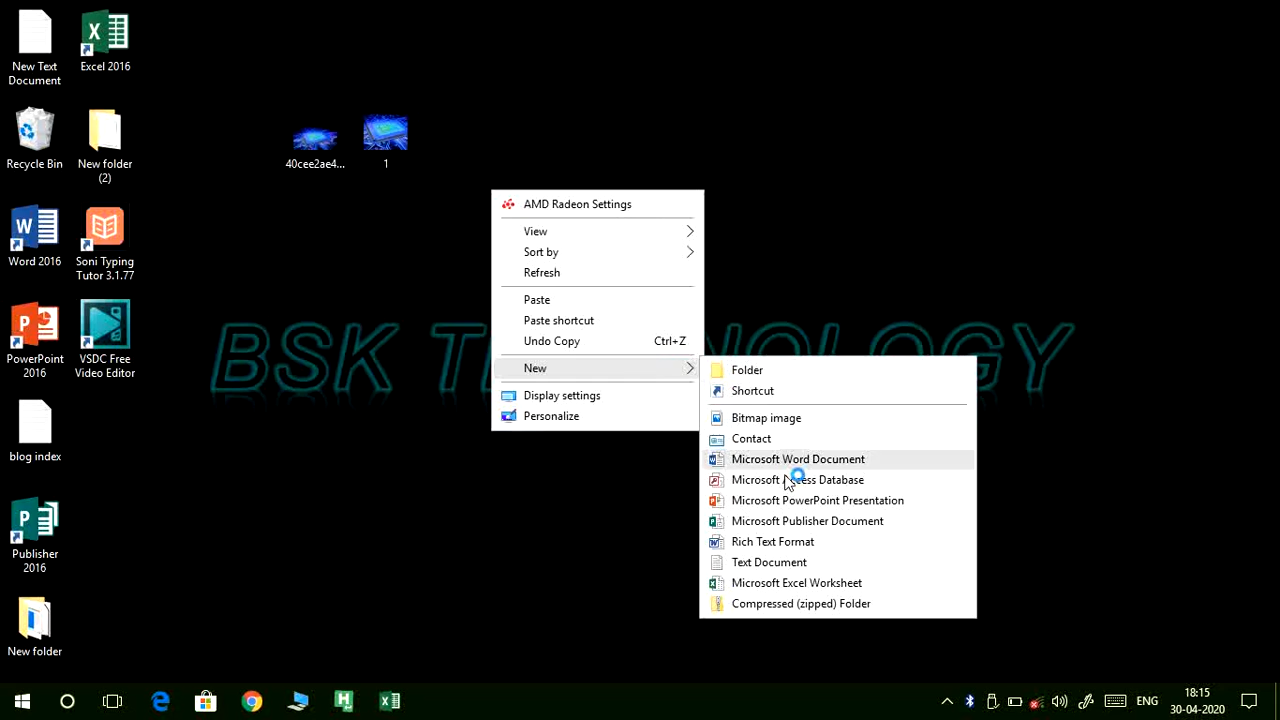 New Text
Document
Excel 2016
Recycle Bin
New folder
(2)
40cee2ae4...
1
Word 2016
Soni Typing
Tutor 3.1.77
PowerPoint
2016
VSDC Free
Video Editor
blog index
Publisher
2016
New folder
AMD Radeon Settings
View
Sort by
Refresh
Paste
Paste shortcut
Undo Copy Ctrl+Z
New
Display settings
Personalize
Folder
Shortcut
Bitmap image
Contact
Microsoft Word Document
Microsoft Access Database
Microsoft PowerPoint Presentation
Microsoft Publisher Document
Rich Text Format
Text Document
Microsoft Excel Worksheet
Compressed (zipped) Folder
BSK TECHNOLOGY
ENG
18:15
30-04-2020